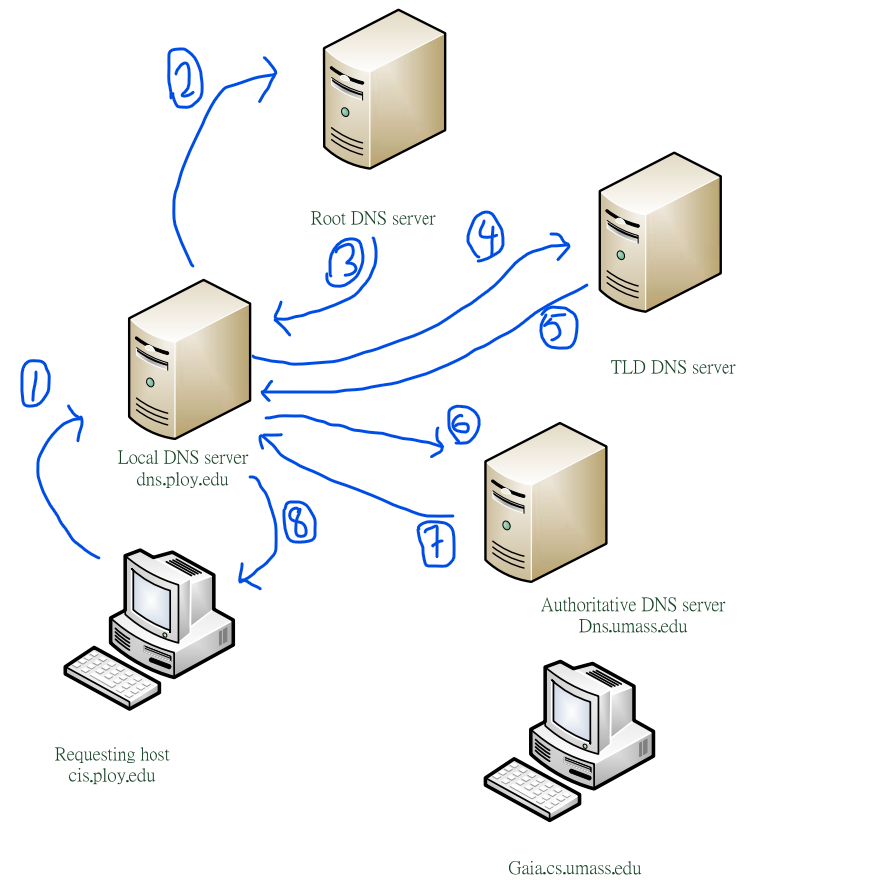 2
Root DNS server
3
4
5
TLD DNS server
1
6
Local DNS server
dns.ploy.edu
8
7
Authoritative DNS server
Dns.umass.edu
Requesting host
cis.ploy.edu
Gaia.cs.umass.edu